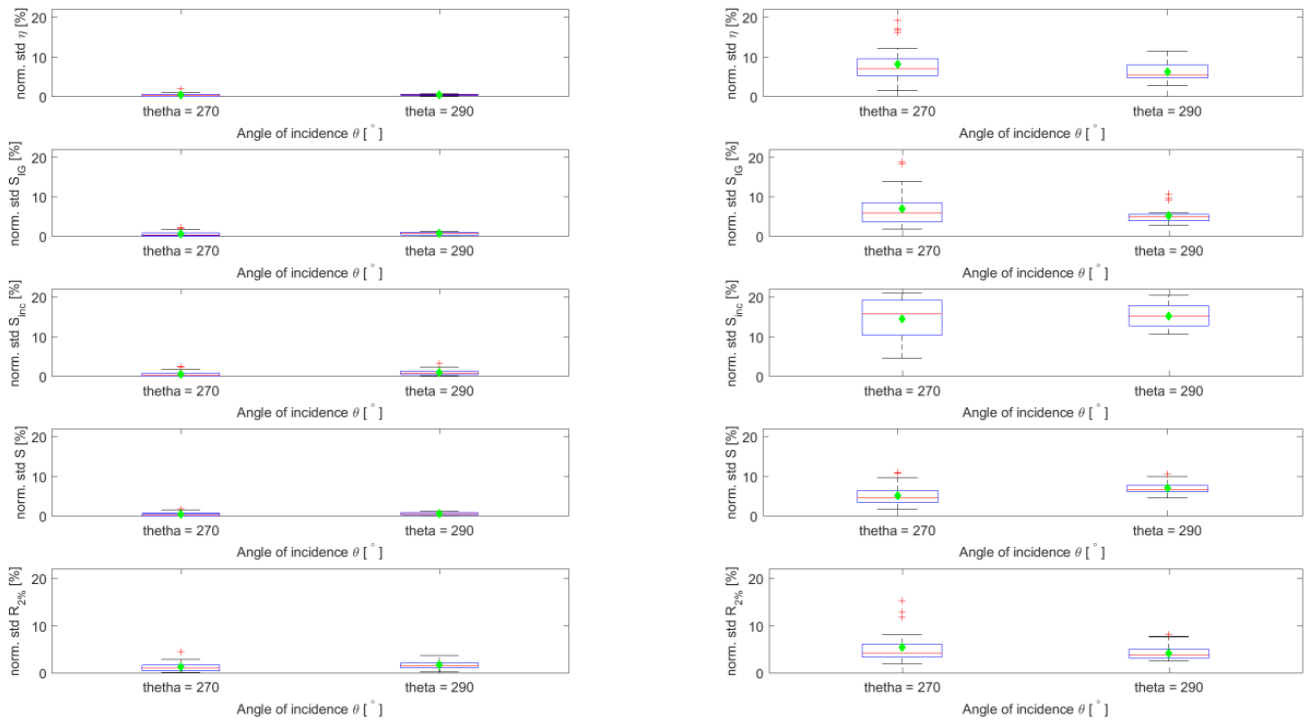 norm. std η [%]
20
10
0
thetha = 270
theta = 290
Angle of incidence θ [ ° ]
norm. std S_IG [%]
20
10
0
thetha = 270
theta = 290
Angle of incidence θ [ ° ]
norm. std S_inc [%]
20
10
0
thetha = 270
theta = 290
Angle of incidence θ [ ° ]
norm. std S [%]
20
10
0
thetha = 270
theta = 290
Angle of incidence θ [ ° ]
norm. std R_2% [%]
20
10
0
thetha = 270
theta = 290
Angle of incidence θ [ ° ]
norm. std η [%]
20
10
0
thetha = 270
theta = 290
Angle of incidence θ [ ° ]
norm. std S_IG [%]
20
10
0
thetha = 270
theta = 290
Angle of incidence θ [ ° ]
norm. std S_inc [%]
20
10
0
thetha = 270
theta = 290
Angle of incidence θ [ ° ]
norm. std S [%]
20
10
0
thetha = 270
theta = 290
Angle of incidence θ [ ° ]
norm. std R_2% [%]
20
10
0
thetha = 270
theta = 290
Angle of incidence θ [ ° ]